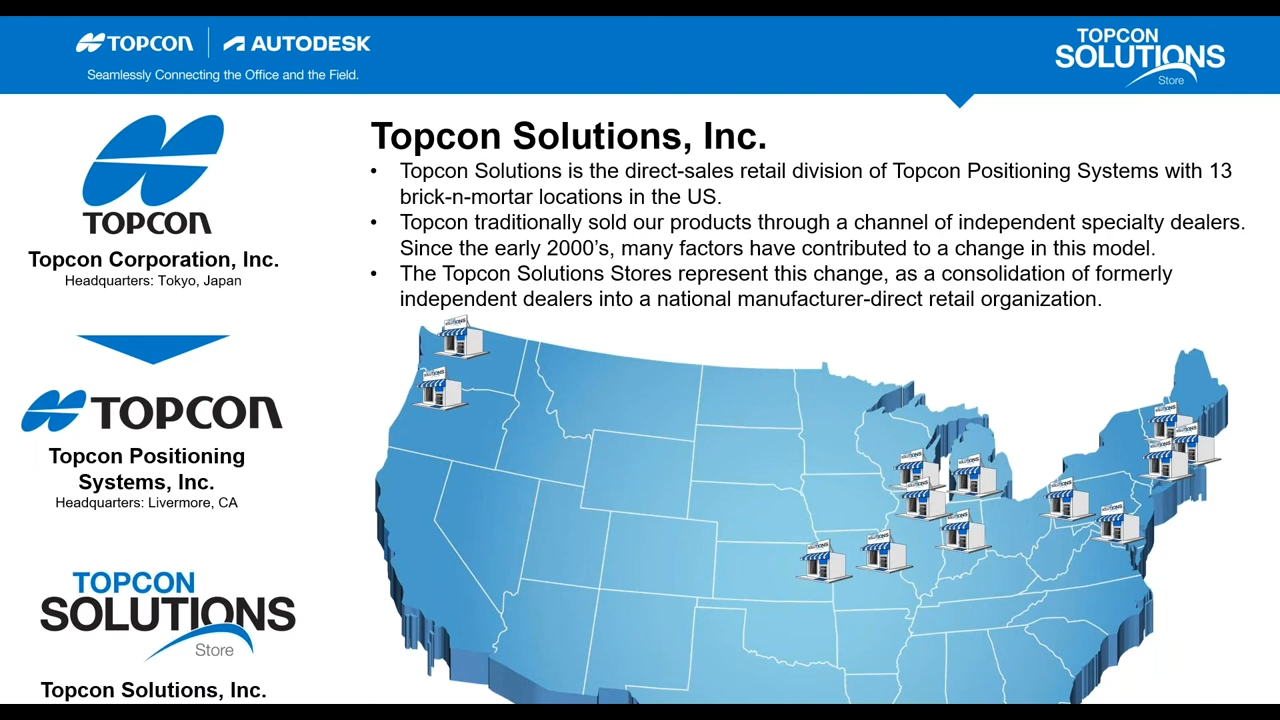 TOPCON AUTODESK
Seamlessly Connecting the Office and the Field.
TOPCON
SOLUTIONS
Store
TOPCON
Topcon Corporation, Inc.
Headquarters: Tokyo, Japan
TOPCON
Topcon Positioning
Systems, Inc.
Headquarters: Livermore, CA
TOPCON
SOLUTIONS
Store
Topcon Solutions, Inc.
Topcon Solutions, Inc.
• Topcon Solutions is the direct-sales retail division of Topcon Positioning Systems with 13
brick-n-mortar locations in the US.
• Topcon traditionally sold our products through a channel of independent specialty dealers.
Since the early 2000’s, many factors have contributed to a change in this model.
• The Topcon Solutions Stores represent this change, as a consolidation of formerly
independent dealers into a national manufacturer-direct retail organization.